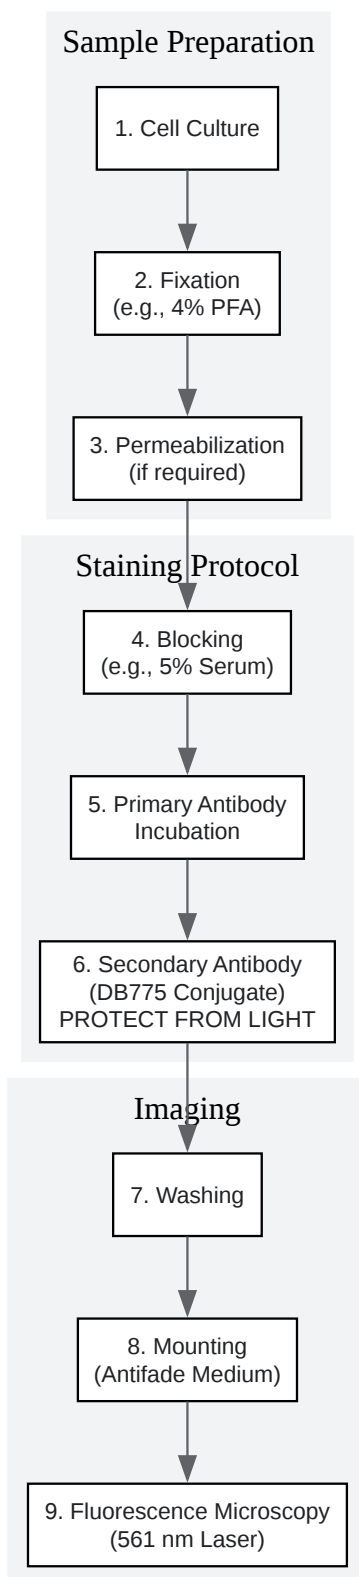 Sample Preparation
1. Cell Culture
2. Fixation
(e.g., 4% PFA)
3. Permeabilization
(if required)
Staining Protocol
4. Blocking
(e.g., 5% Serum)
5. Primary Antibody
Incubation
6. Secondary Antibody
(DB775 Conjugate)
PROTECT FROM LIGHT
Imaging
7. Washing
8. Mounting
(Antifade Medium)
9. Fluorescence Microscopy
(561 nm Laser)